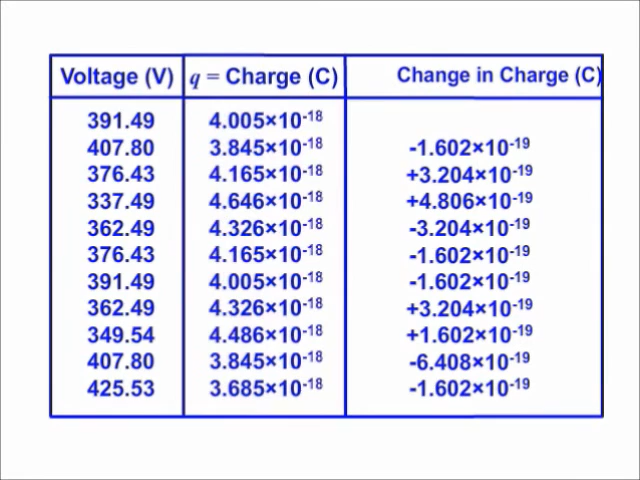 Voltage (V) q = Charge (C) Change in Charge (C)
391.49 4.005×10⁻¹⁸
407.80 3.845×10⁻¹⁸ -1.602×10⁻¹⁹
376.43 4.165×10⁻¹⁸ +3.204×10⁻¹⁹
337.49 4.646×10⁻¹⁸ +4.806×10⁻¹⁹
362.49 4.326×10⁻¹⁸ -3.204×10⁻¹⁹
376.43 4.165×10⁻¹⁸ -1.602×10⁻¹⁹
391.49 4.005×10⁻¹⁸ -1.602×10⁻¹⁹
362.49 4.326×10⁻¹⁸ +3.204×10⁻¹⁹
349.54 4.486×10⁻¹⁸ +1.602×10⁻¹⁹
407.80 3.845×10⁻¹⁸ -6.408×10⁻¹⁹
425.53 3.685×10⁻¹⁸ -1.602×10⁻¹⁹